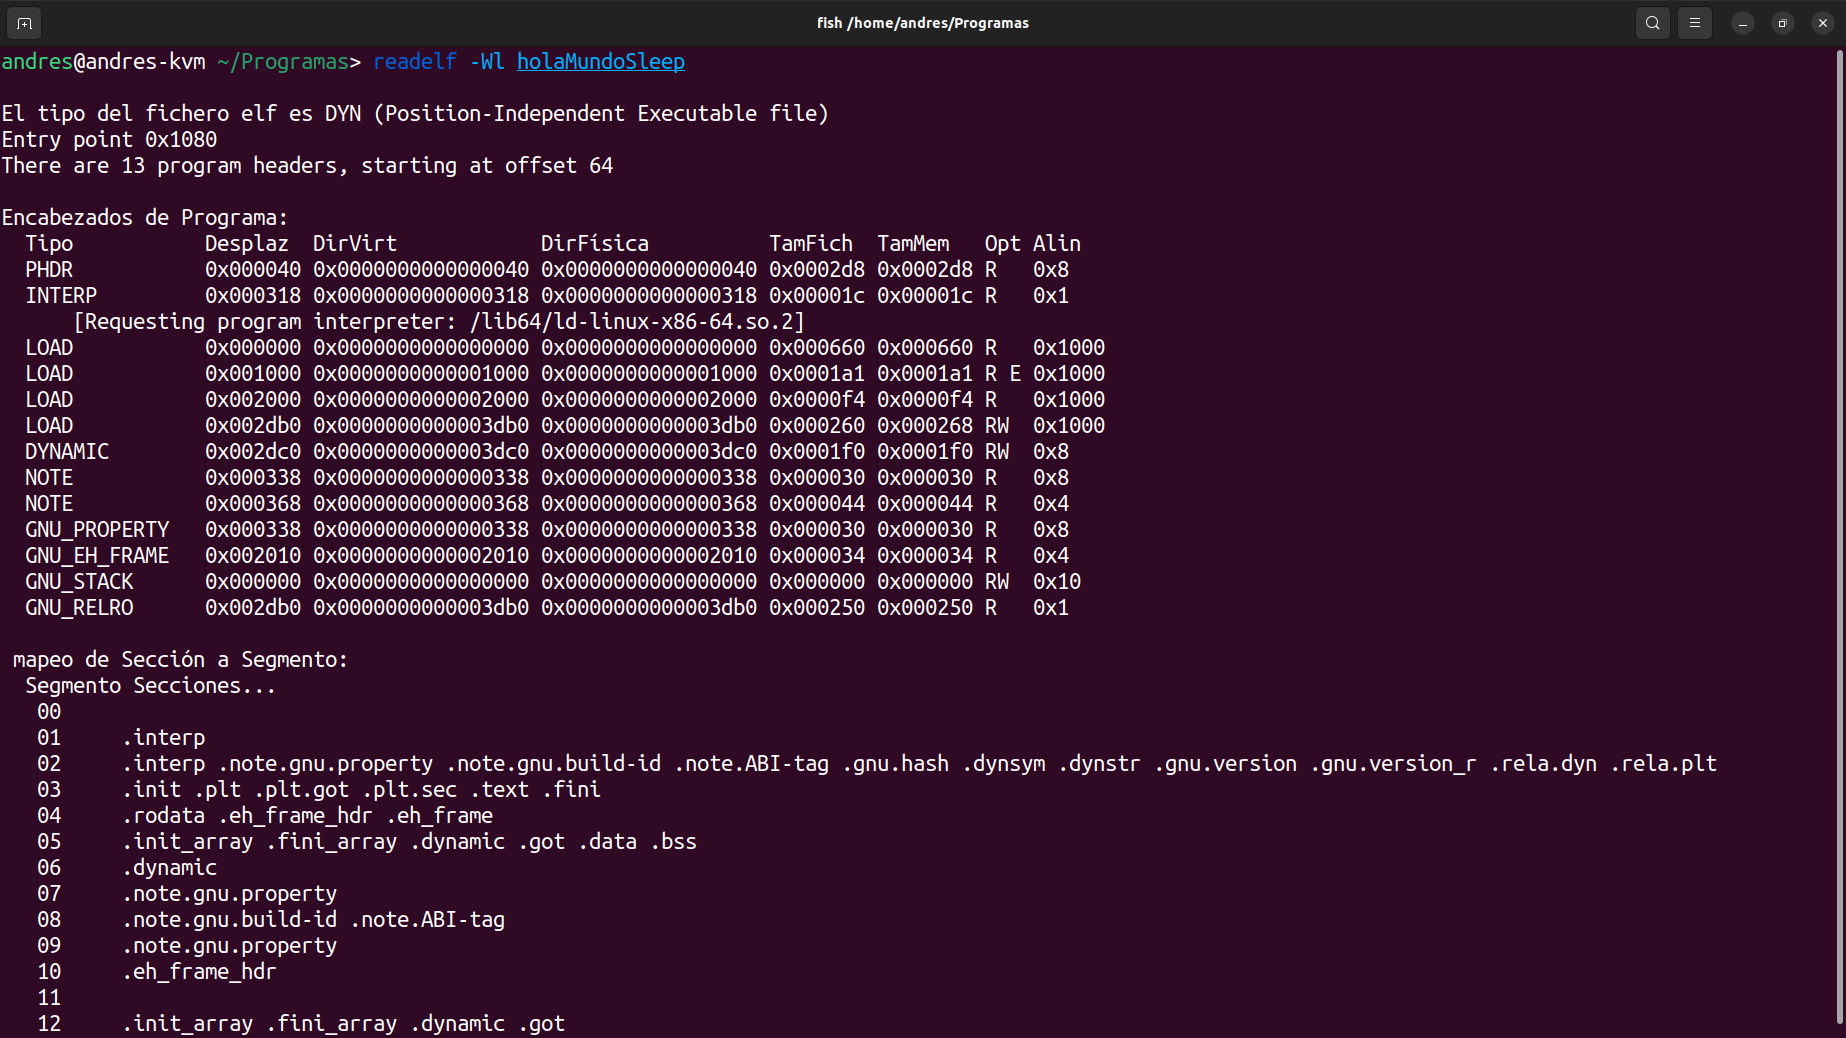 fish /home/andres/Programas
andres@andres-kvm ~/Programas> readelf -Wl holaMundoSleep

El tipo del fichero elf es DYN (Position-Independent Executable file)
Entry point 0x1080
There are 13 program headers, starting at offset 64

Encabezados de Programa:
  Tipo           Desplaz  DirVirt            DirFísica          TamFich  TamMem   Opt Alin
  PHDR           0x000040 0x0000000000000040 0x0000000000000040 0x0002d8 0x0002d8 R   0x8
  INTERP         0x000318 0x0000000000000318 0x0000000000000318 0x00001c 0x00001c R   0x1
      [Requesting program interpreter: /lib64/ld-linux-x86-64.so.2]
  LOAD           0x000000 0x0000000000000000 0x0000000000000000 0x000660 0x000660 R   0x1000
  LOAD           0x001000 0x0000000000001000 0x0000000000001000 0x0001a1 0x0001a1 R E 0x1000
  LOAD           0x002000 0x0000000000002000 0x0000000000002000 0x0000f4 0x0000f4 R   0x1000
  LOAD           0x002db0 0x0000000000003db0 0x0000000000003db0 0x000260 0x000268 RW  0x1000
  DYNAMIC        0x002dc0 0x0000000000003dc0 0x0000000000003dc0 0x0001f0 0x0001f0 RW  0x8
  NOTE           0x000338 0x0000000000000338 0x0000000000000338 0x000030 0x000030 R   0x8
  NOTE           0x000368 0x0000000000000368 0x0000000000000368 0x000044 0x000044 R   0x4
  GNU_PROPERTY   0x000338 0x0000000000000338 0x0000000000000338 0x000030 0x000030 R   0x8
  GNU_EH_FRAME   0x002010 0x0000000000002010 0x0000000000002010 0x000034 0x000034 R   0x4
  GNU_STACK      0x000000 0x0000000000000000 0x0000000000000000 0x000000 0x000000 RW  0x10
  GNU_RELRO      0x002db0 0x0000000000003db0 0x0000000000003db0 0x000250 0x000250 R   0x1

 mapeo de Sección a Segmento:
  Segmento Secciones...
   00
   01     .interp
   02     .interp .note.gnu.property .note.gnu.build-id .note.ABI-tag .gnu.hash .dynsym .dynstr .gnu.version .gnu.version_r .rela.dyn .rela.plt
   03     .init .plt .plt.got .plt.sec .text .fini
   04     .rodata .eh_frame_hdr .eh_frame
   05     .init_array .fini_array .dynamic .got .data .bss
   06     .dynamic
   07     .note.gnu.property
   08     .note.gnu.build-id .note.ABI-tag
   09     .note.gnu.property
   10     .eh_frame_hdr
   11
   12     .init_array .fini_array .dynamic .got